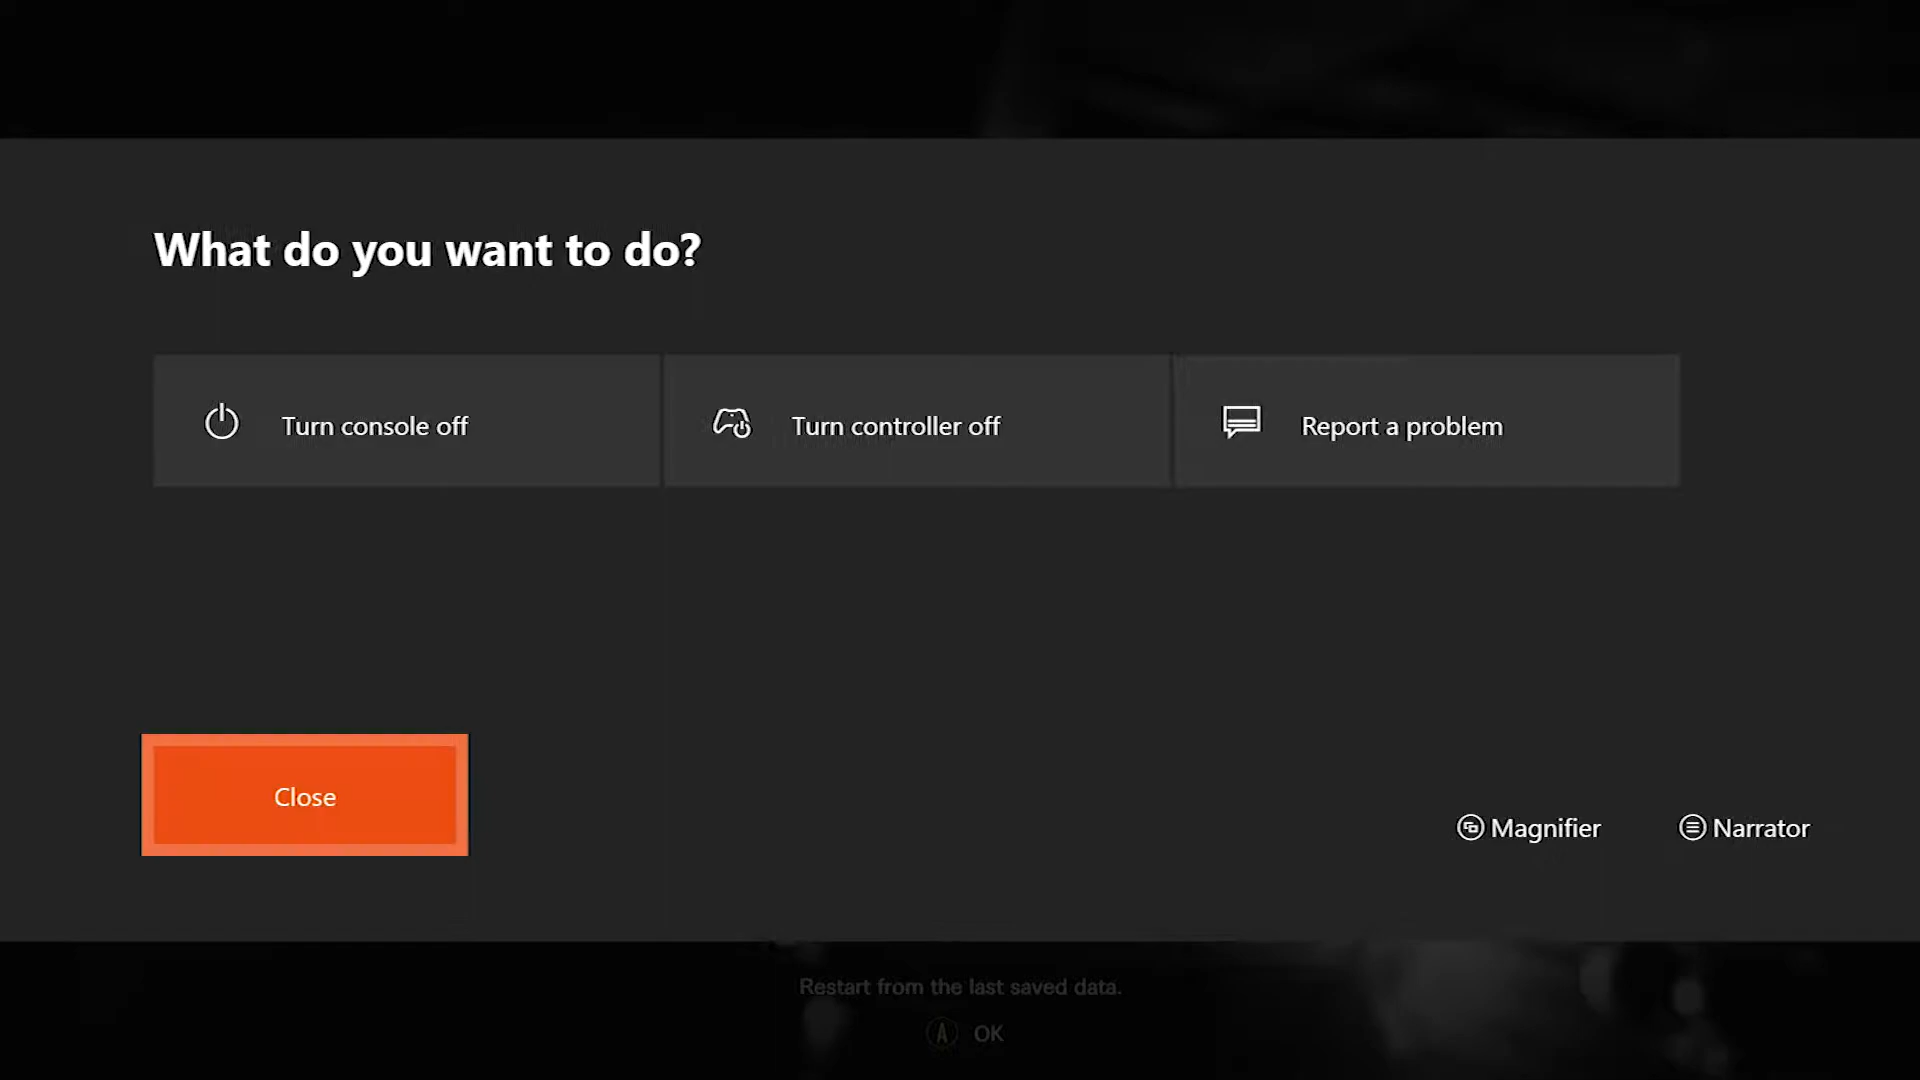 What do you want to do?
Turn console off
Turn controller off
Report a problem
Close
Magnifier
Narrator
Restart from the last saved data.
A OK